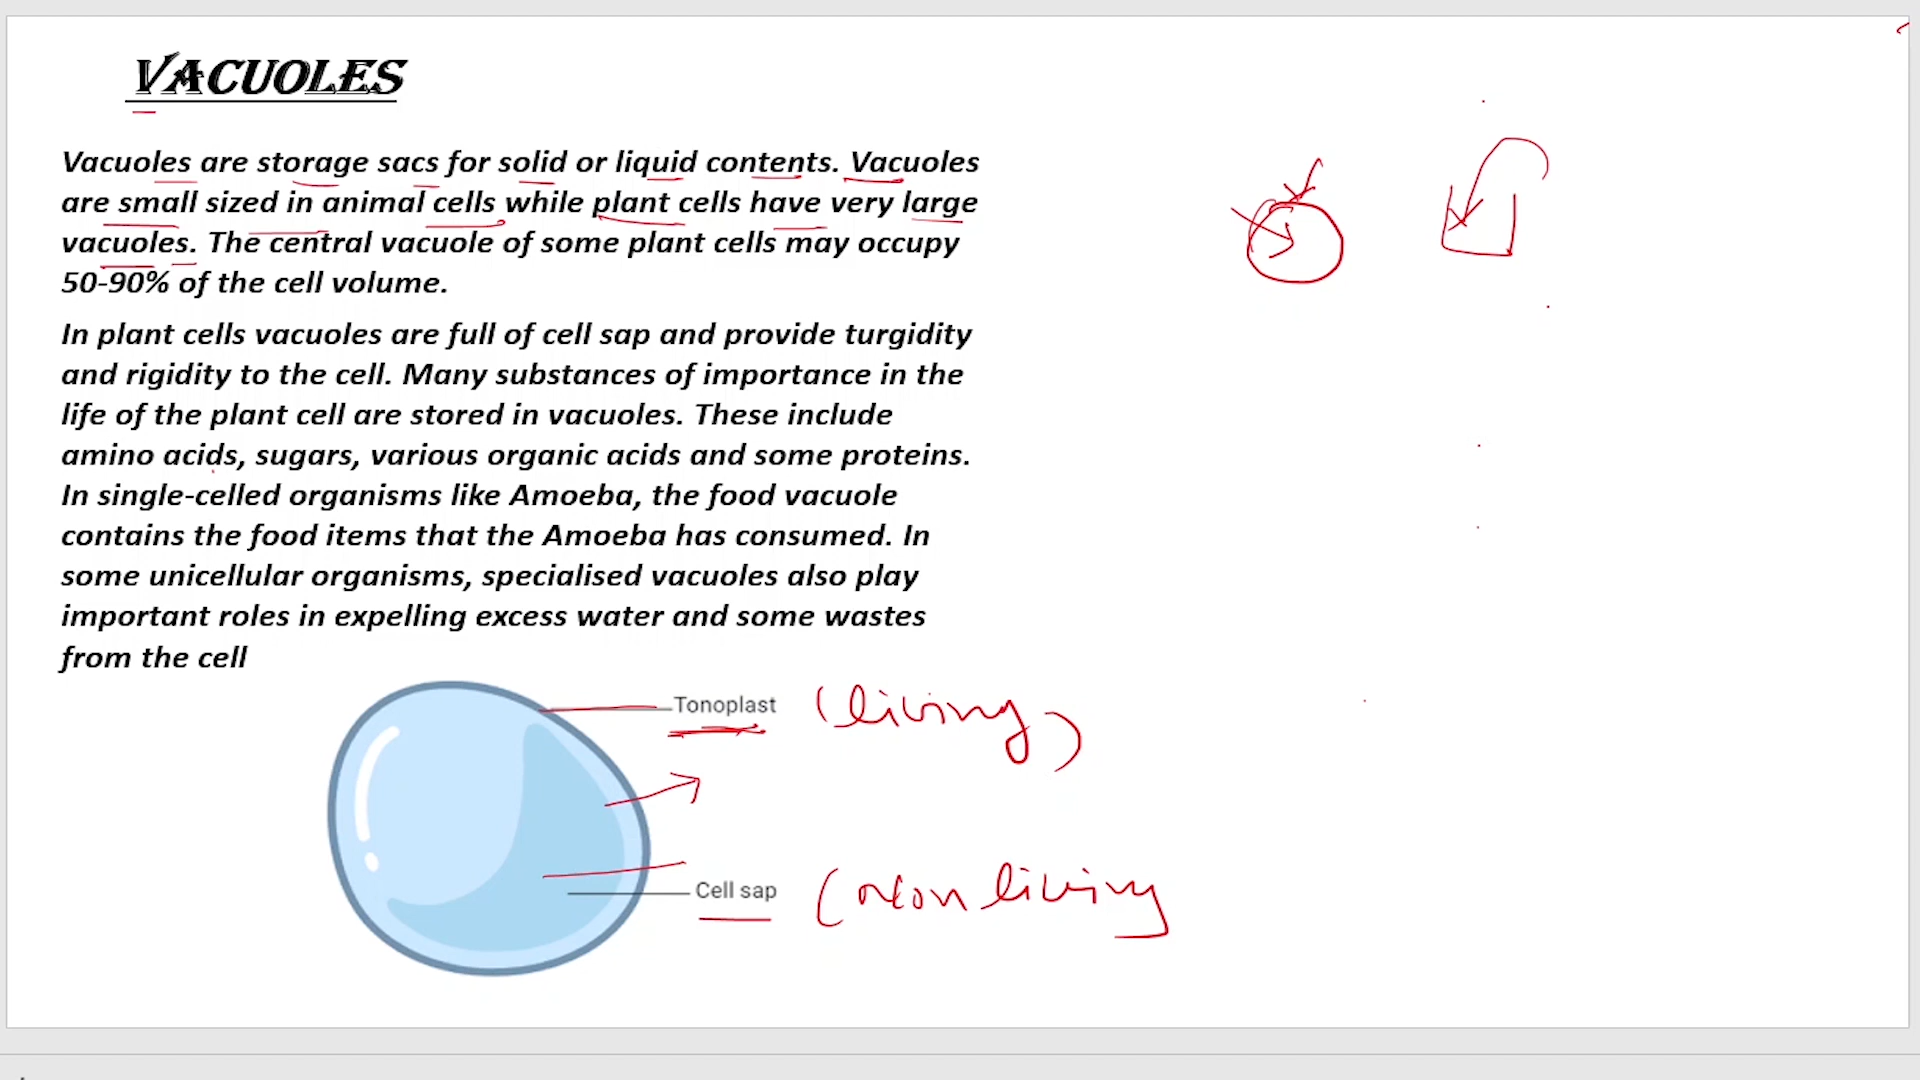 VACUOLES
Vacuoles are storage sacs for solid or liquid contents. Vacuoles
are small sized in animal cells while plant cells have very large
vacuoles. The central vacuole of some plant cells may occupy
50-90% of the cell volume.
In plant cells vacuoles are full of cell sap and provide turgidity
and rigidity to the cell. Many substances of importance in the
life of the plant cell are stored in vacuoles. These include
amino acids, sugars, various organic acids and some proteins.
In single-celled organisms like Amoeba, the food vacuole
contains the food items that the Amoeba has consumed. In
some unicellular organisms, specialised vacuoles also play
important roles in expelling excess water and some wastes
from the cell
Tonoplast (living)
Cell sap (non living